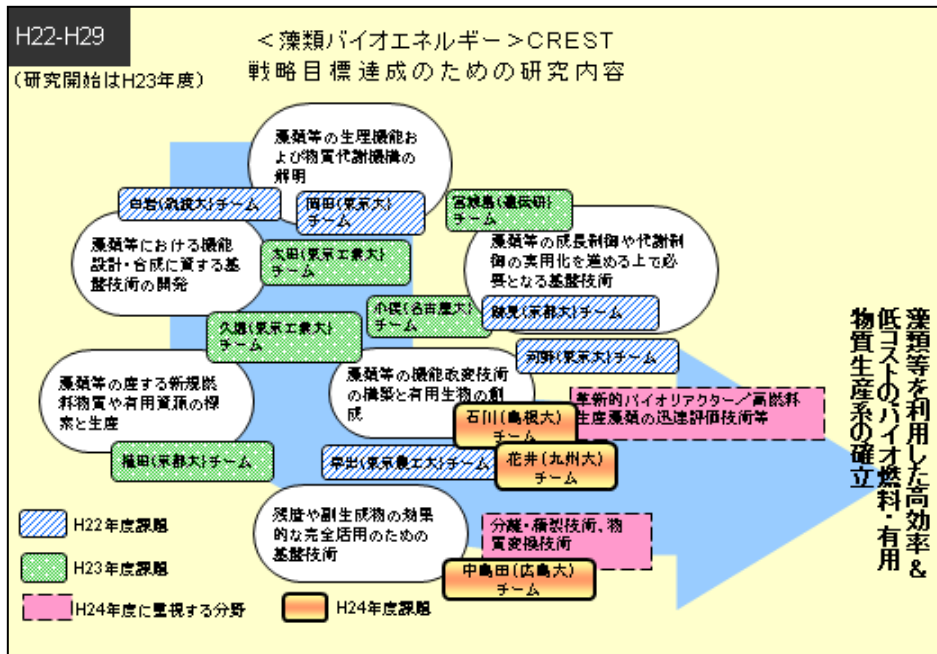 H22-H29
(研究開始はH23年度)
＜藻類バイオエネルギー＞CREST
戦略目標達成のための研究内容
藻類等の生理機能お
よび物質代謝機構の
解明
白岩(筑波大)チーム
岡田(東京大)
チーム
宮城島(遺伝研)
チーム
藻類等における機能
設計・合成に資する基
盤技術の開発
太田(東京工業大)
チーム
藻類等の成長制御や代謝制
御の実用化を進める上で必
要となる基盤技術
小俣(名古屋大)
チーム
跡見(京都大)チーム
久堀(東京工業大)
チーム
河野(東京大)チーム
藻類等の産する新規燃
料物質や有用資源の探
索と生産
藻類等の機能改変技術
の構築と有用生物の創
成
革新的バイオリアクター／高燃料
生産藻類の迅速評価技術等
石川(島根大)
チーム
植田(京都大)チーム
早出(東京農工大)チーム
花井(九州大)
チーム
残渣や副生成物の効果
的な完全活用のための
基盤技術
分離・精製技術、物
質変換技術
中島田(広島大)
チーム
藻類等を利用した高効率＆
低コストのバイオ燃料・有用
物質生産系の確立
H22年度課題
H23年度課題
H24年度に重視する分野
H24年度課題